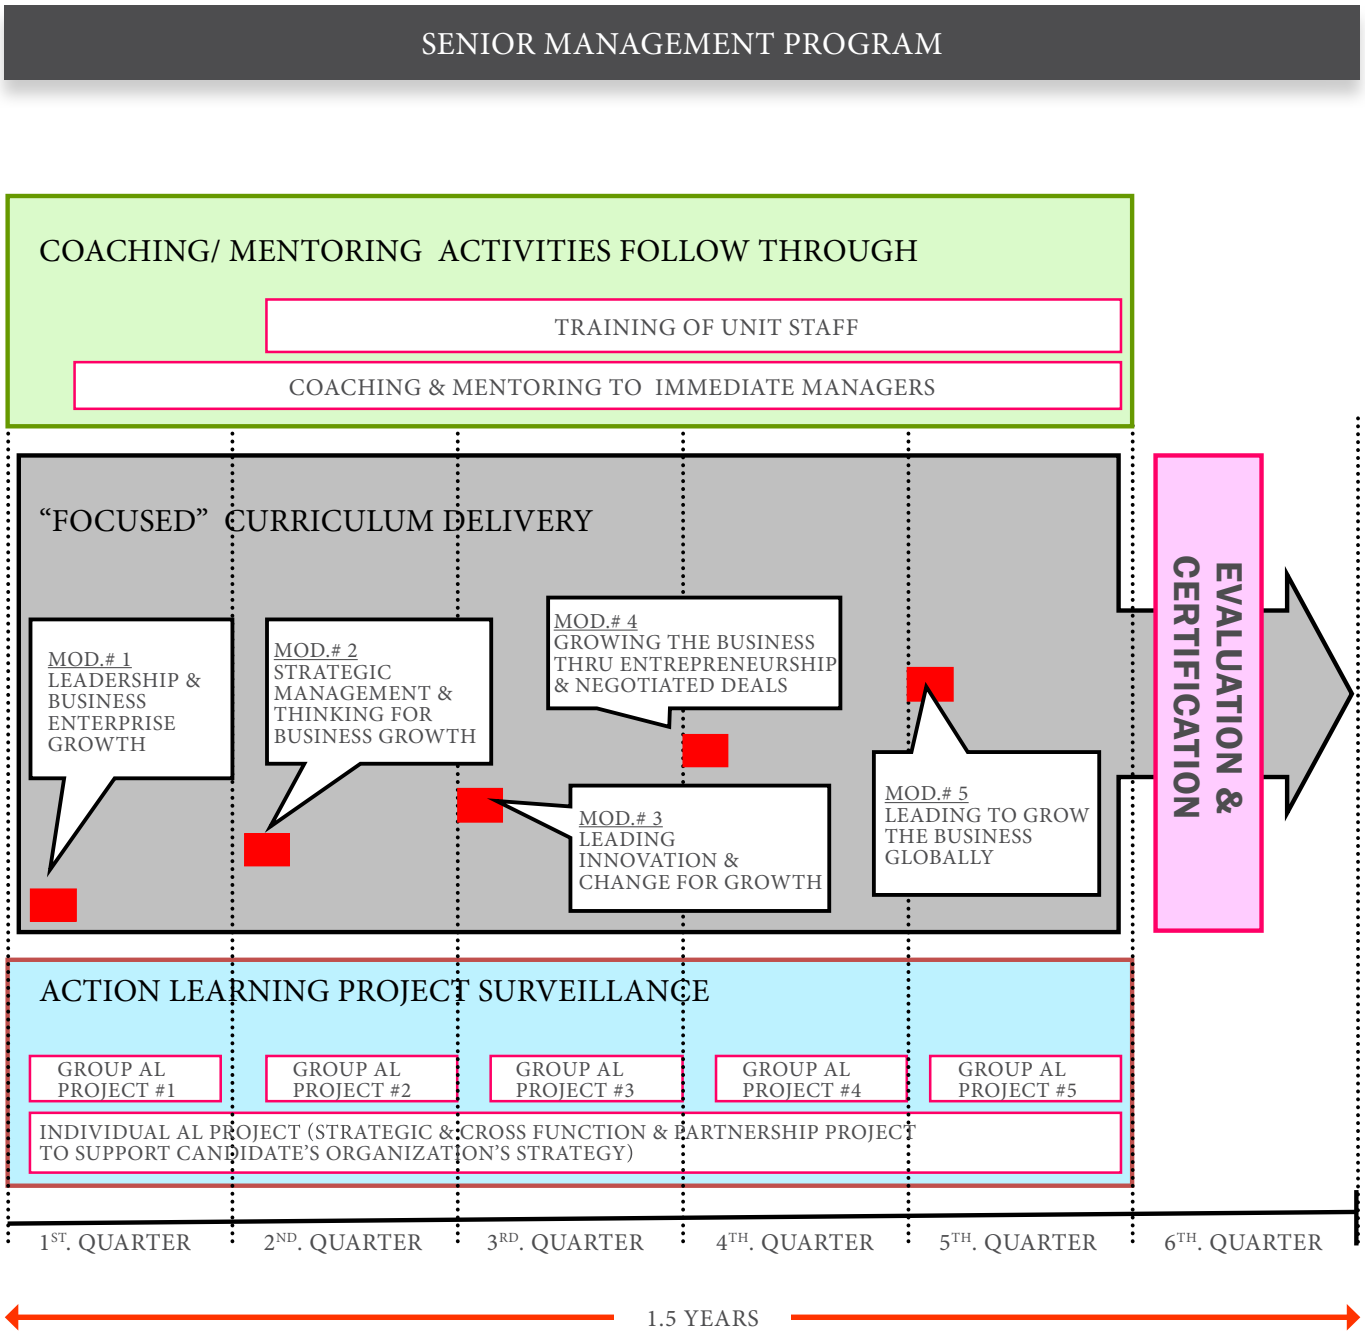 SENIOR MANAGEMENT PROGRAM
COACHING/ MENTORING ACTIVITIES FOLLOW THROUGH
TRAINING OF UNIT STAFF
COACHING & MENTORING TO IMMEDIATE MANAGERS
“FOCUSED” CURRICULUM DELIVERY
MOD.# 1
LEADERSHIP &
BUSINESS
ENTERPRISE
GROWTH
MOD.# 2
STRATEGIC
MANAGEMENT &
THINKING FOR
BUSINESS GROWTH
MOD.# 4
GROWING THE BUSINESS
THRU ENTREPRENEURSHIP
& NEGOTIATED DEALS
MOD.# 3
LEADING
INNOVATION &
CHANGE FOR GROWTH
MOD.# 5
LEADING TO GROW
THE BUSINESS
GLOBALLY
EVALUATION &
CERTIFICATION
ACTION LEARNING PROJECT SURVEILLANCE
GROUP AL
PROJECT #1
GROUP AL
PROJECT #2
GROUP AL
PROJECT #3
GROUP AL
PROJECT #4
GROUP AL
PROJECT #5
INDIVIDUAL AL PROJECT (STRATEGIC & CROSS FUNCTION & PARTNERSHIP PROJECT
TO SUPPORT CANDIDATE’S ORGANIZATION’S STRATEGY)
1ST. QUARTER
2ND. QUARTER
3RD. QUARTER
4TH. QUARTER
5TH. QUARTER
6TH. QUARTER
1.5 YEARS